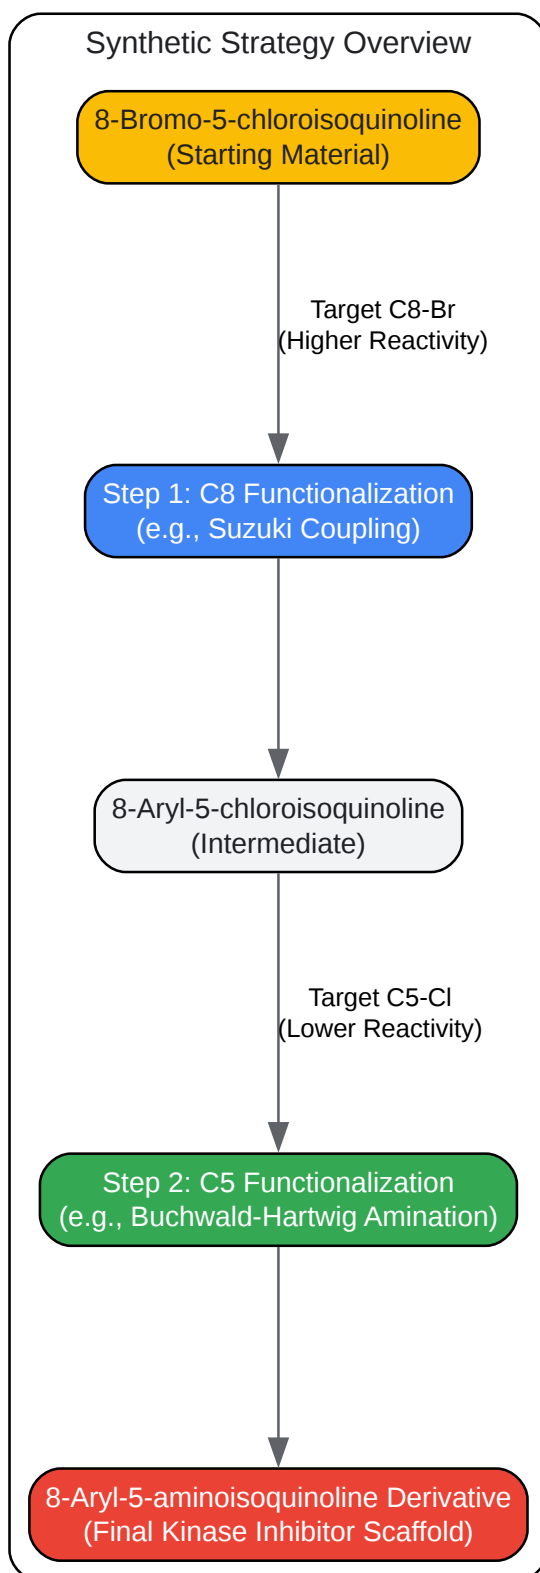 Synthetic Strategy Overview
8-Bromo-5-chloroisoquinoline
(Starting Material)
Target C8-Br
(Higher Reactivity)
Step 1: C8 Functionalization
(e.g., Suzuki Coupling)
8-Aryl-5-chloroisoquinoline
(Intermediate)
Target C5-Cl
(Lower Reactivity)
Step 2: C5 Functionalization
(e.g., Buchwald-Hartwig Amination)
8-Aryl-5-aminoisoquinoline Derivative
(Final Kinase Inhibitor Scaffold)